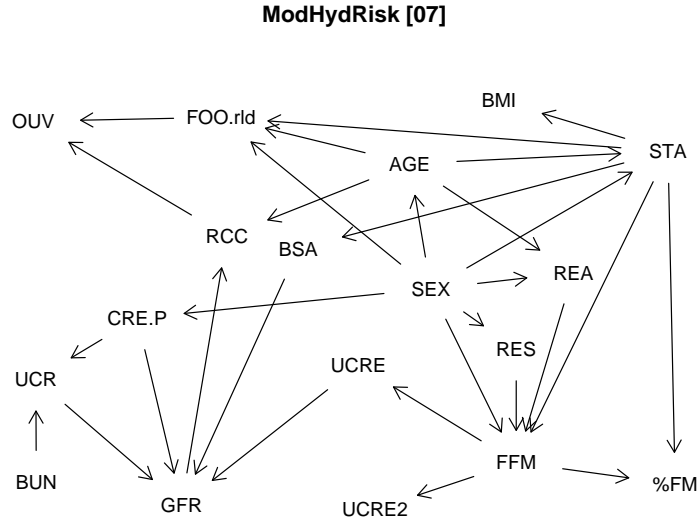 ModHydRisk [07]
BMI
OUV
FOO.rld
STA
AGE
RCC
BSA
REA
SEX
CRE.P
RES
UCRE
UCR
FFM
BUN
%FM
GFR
UCRE2